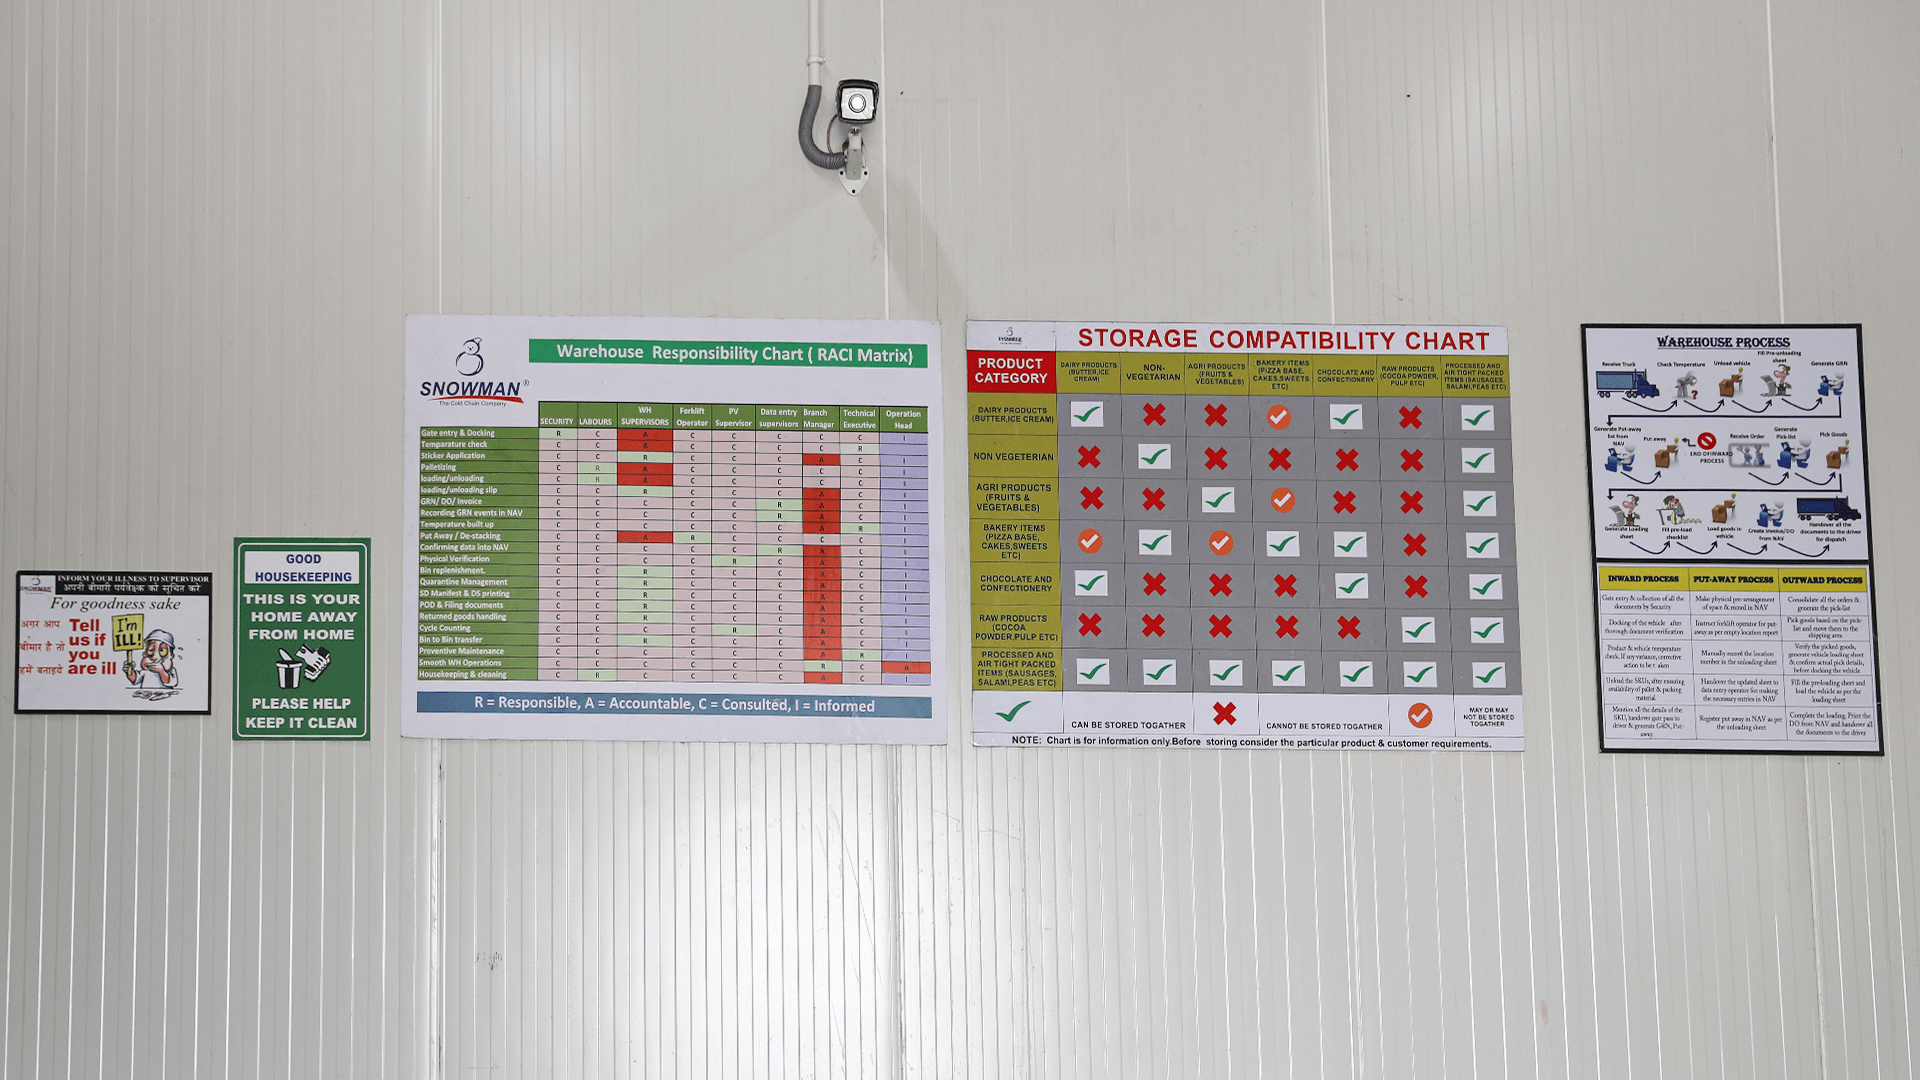 INFORM YOUR ILLNESS TO SUPERVISOR
अपनी बीमारी पर्यवेक्षक को सूचित करें
For goodness sake
अगर आप
बीमार है तो
हमें बताइये
Tell
us if
you
are ill
I'm
ILL!
GOOD
HOUSEKEEPING
THIS IS YOUR
HOME AWAY
FROM HOME
PLEASE HELP
KEEP IT CLEAN
SNOWMAN®
The Cold Chain Company
Warehouse Responsibility Chart ( RACI Matrix)
SECURITY LABOURS WH SUPERVISORS Forklift Operator PV Supervisor Data entry supervisors Branch Manager Technical Executive Operation Head
Gate entry & Docking R C A C C C C C I
Temperature check C C A C C C C R
Sticker Application C C R C C C A C I
Palletizing C R A C C C C C I
loading/unloading C R A C C C C C I
loading/unloading slip C C R C C C A C I
GRN/ DO/ Invoice C C C C C R A C I
Recording GRN events in NAV C C C C C R A C I
Temperature built up C C C C C C A R I
Put Away / De-stacking C C A R C C C C I
Confirming data into NAV C C C C C R C I
Physical Verification C C C C R C A C I
Bin replenishment. C C R C C C A C I
Quarantine Management C C R C C C A C I
SD Manifest & DS printing C C R C C C A C I
POD & Filing documents C C R C C C A C I
Returned goods handling C C R C C C A C I
Cycle Counting C C C C R C A C I
Bin to Bin transfer C C R C C C A C I
Preventive Maintenance C C C C C C A R I
Smooth WH Operations C C C C C C R C A
Housekeeping & cleaning C R C C C C A C I
R = Responsible, A = Accountable, C = Consulted, I = Informed
STORAGE COMPATIBILITY CHART
PRODUCT
CATEGORY
DAIRY PRODUCTS (BUTTER,ICE CREAM)
NON-VEGETARIAN
AGRI PRODUCTS (FRUITS & VEGETABLES)
BAKERY ITEMS (PIZZA BASE, CAKES,SWEETS ETC)
CHOCOLATE AND CONFECTIONERY
RAW PRODUCTS (COCOA POWDER, PULP ETC)
PROCESSED AND AIR TIGHT PACKED ITEMS (SAUSAGES, SALAMI,PEAS ETC)
DAIRY PRODUCTS
(BUTTER,ICE CREAM)
NON VEGETERIAN
AGRI PRODUCTS
(FRUITS &
VEGETABLES)
BAKERY ITEMS
(PIZZA BASE,
CAKES,SWEETS
ETC)
CHOCOLATE AND
CONFECTIONERY
RAW PRODUCTS
(COCOA
POWDER,PULP ETC)
PROCESSED AND
AIR TIGHT PACKED
ITEMS (SAUSAGES,
SALAMI,PEAS ETC)
CAN BE STORED TOGATHER
CANNOT BE STORED TOGATHER
MAY OR MAY
NOT BE STORED
TOGATHER
NOTE: Chart is for information only.Before storing consider the particular product & customer requirements.
WAREHOUSE PROCESS
Receive Truck
Check Temperature
Unload vehicle
Fill Pre-unloading
sheet
Generate GRN
Generate Put-away
list from
NAV
Put away
END OF INWARD
PROCESS
Receive Order
Generate
Pick-list
Pick Goods
Generate Loading
sheet
Fill pre-load
checklist
Load goods in
vehicle
Create invoice/DO
from NAV
Handover all the
documents to the driver
for dispatch
INWARD PROCESS PUT-AWAY PROCESS OUTWARD PROCESS
Gate entry & collection of all the
documents by Security
Make physical pre-arrangement
of space & record in NAV
Consolidate all the orders &
generate the pick-list
Docking of the vehicle after
thorough document verification
Instruct forklift operator for put-
away as per empty location report
Pick goods based on the pick-
list and move them to the
shipping area
Product & vehicle temperature
check. If any variance, corrective
action to be taken
Manually record the location
number in the unloading sheet
Verify the picked goods,
generate vehicle loading sheet
& confirm actual pick details,
before docking the vehicle
Unload the SKUs, after ensuring
availability of pallet & packing
material
Handover the updated sheet to
data entry operator for making
the necessary entries in NAV
Fill the pre-loading sheet and
load the vehicle as per the
loading sheet
Mention all the details of the
SKU, handover gate pass to
driver & generate GRN, Put-
away.
Register put away in NAV as per
the unloading sheet
Complete the loading. Print the
DO from NAV and handover all
the documents to the driver